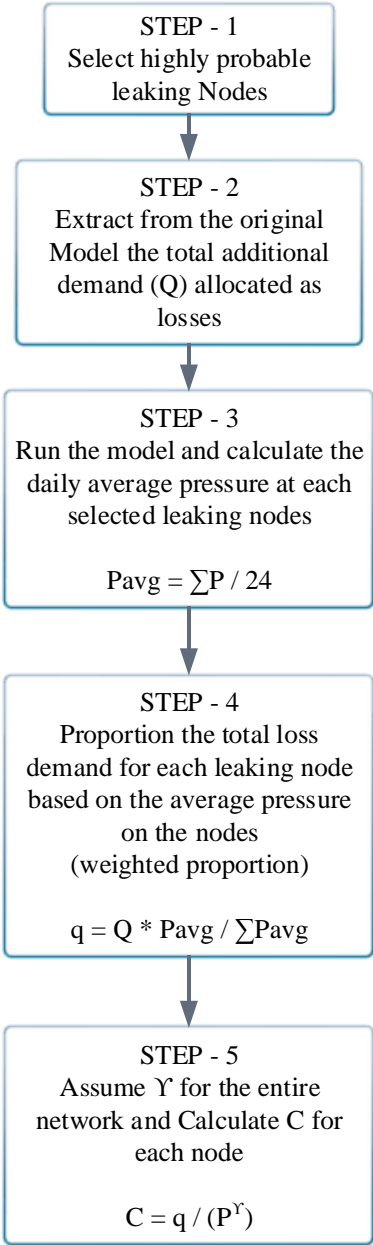 STEP - 1
Select highly probable
leaking Nodes
STEP - 2
Extract from the original
Model the total additional
demand (Q) allocated as
losses
STEP - 3
Run the model and calculate the
daily average pressure at each
selected leaking nodes
Pavg = ∑P / 24
STEP - 4
Proportion the total loss
demand for each leaking node
based on the average pressure
on the nodes
(weighted proportion)
q = Q * Pavg / ∑Pavg
STEP - 5
Assume ϒ for the entire
network and Calculate C for
each node
C = q / (P^ϒ)